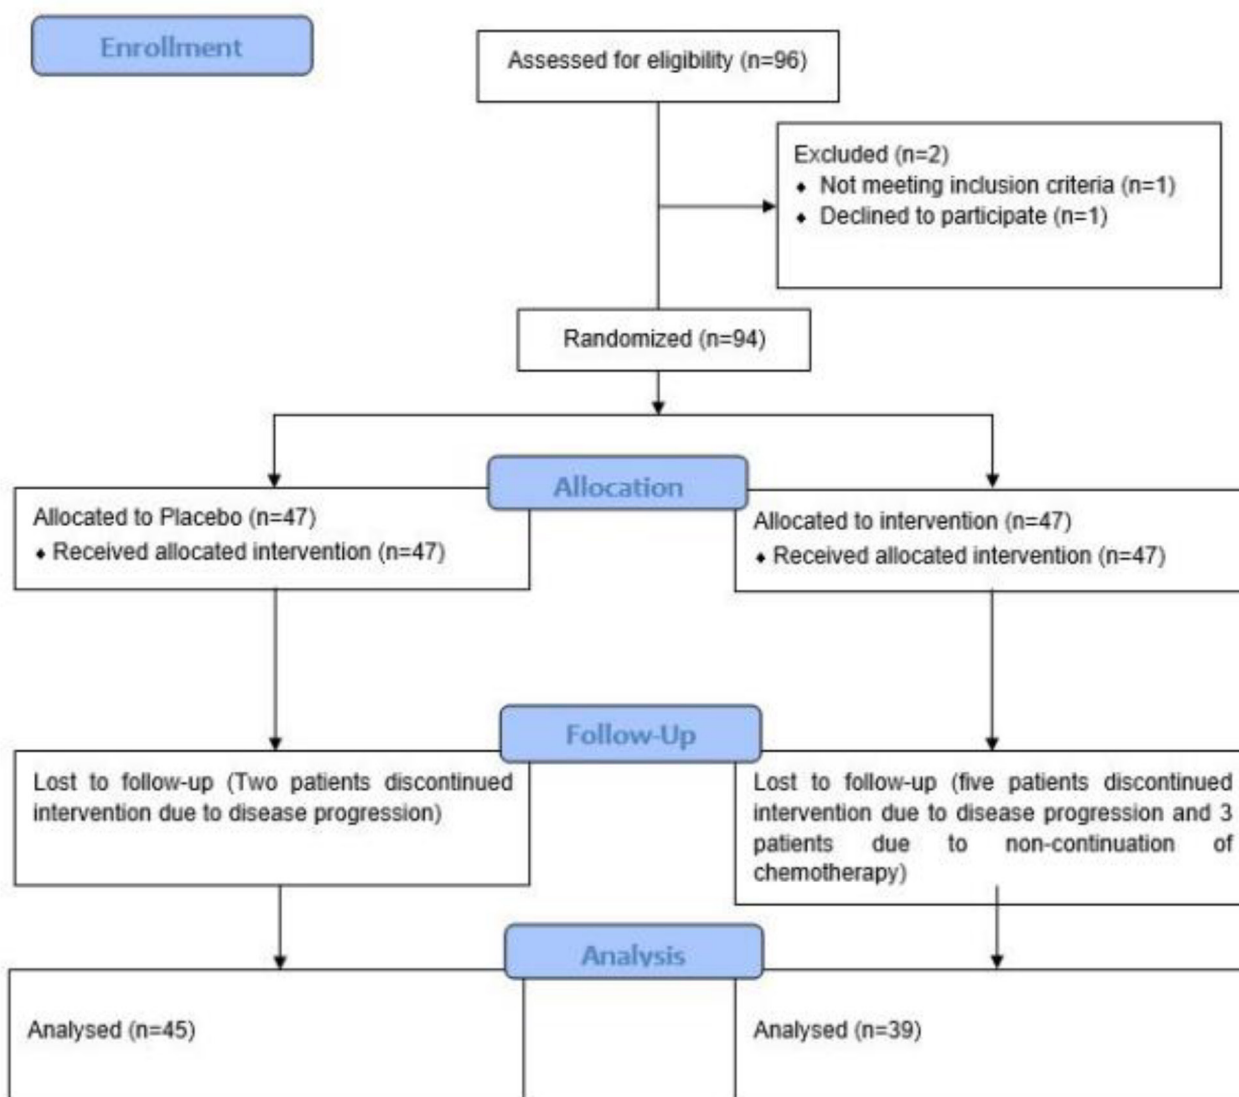 Enrollment
Assessed for eligibility (n=96)
Excluded (n=2)
♦ Not meeting inclusion criteria (n=1)
♦ Declined to participate (n=1)
Randomized (n=94)
Allocation
Allocated to Placebo (n=47)
♦ Received allocated intervention (n=47)
Allocated to intervention (n=47)
♦ Received allocated intervention (n=47)
Follow-Up
Lost to follow-up (Two patients discontinued
intervention due to disease progression)
Lost to follow-up (five patients discontinued
intervention due to disease progression and 3
patients due to non-continuation of
chemotherapy)
Analysis
Analysed (n=45)
Analysed (n=39)